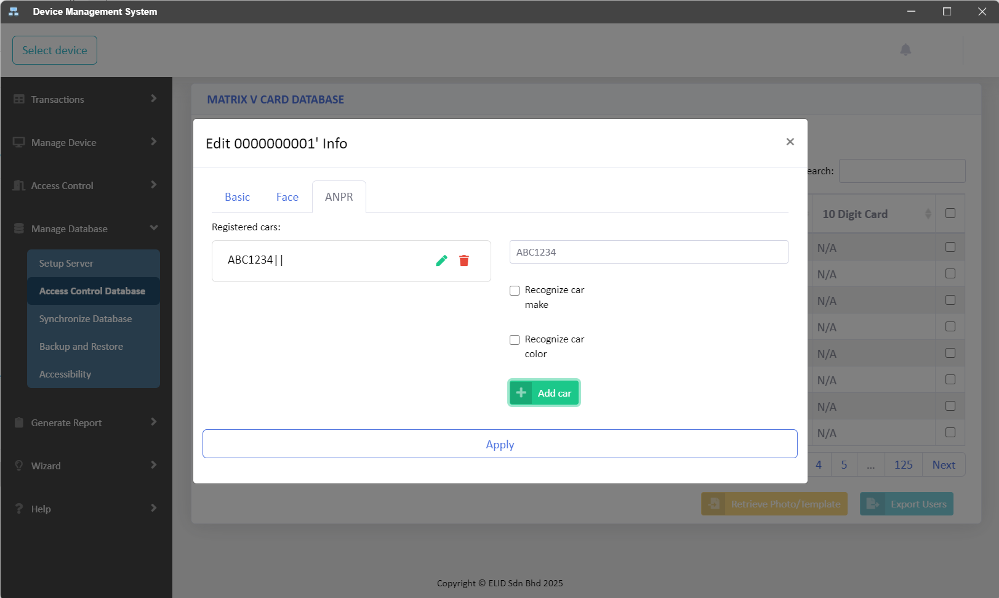 Device Management System
Select device
Transactions
Manage Device
Access Control
Manage Database
Setup Server
Access Control Database
Synchronize Database
Backup and Restore
Accessibility
Generate Report
Wizard
Help
MATRIX V CARD DATABASE
earch:
10 Digit Card
N/A
N/A
N/A
N/A
N/A
N/A
N/A
N/A
4 5 ... 125 Next
Retrieve Photo/Template Export Users
Edit 0000000001' Info
×
Basic Face ANPR
Registered cars:
ABC1234||
ABC1234
Recognize car
make
Recognize car
color
Add car
Apply
Copyright © ELID Sdn Bhd 2025